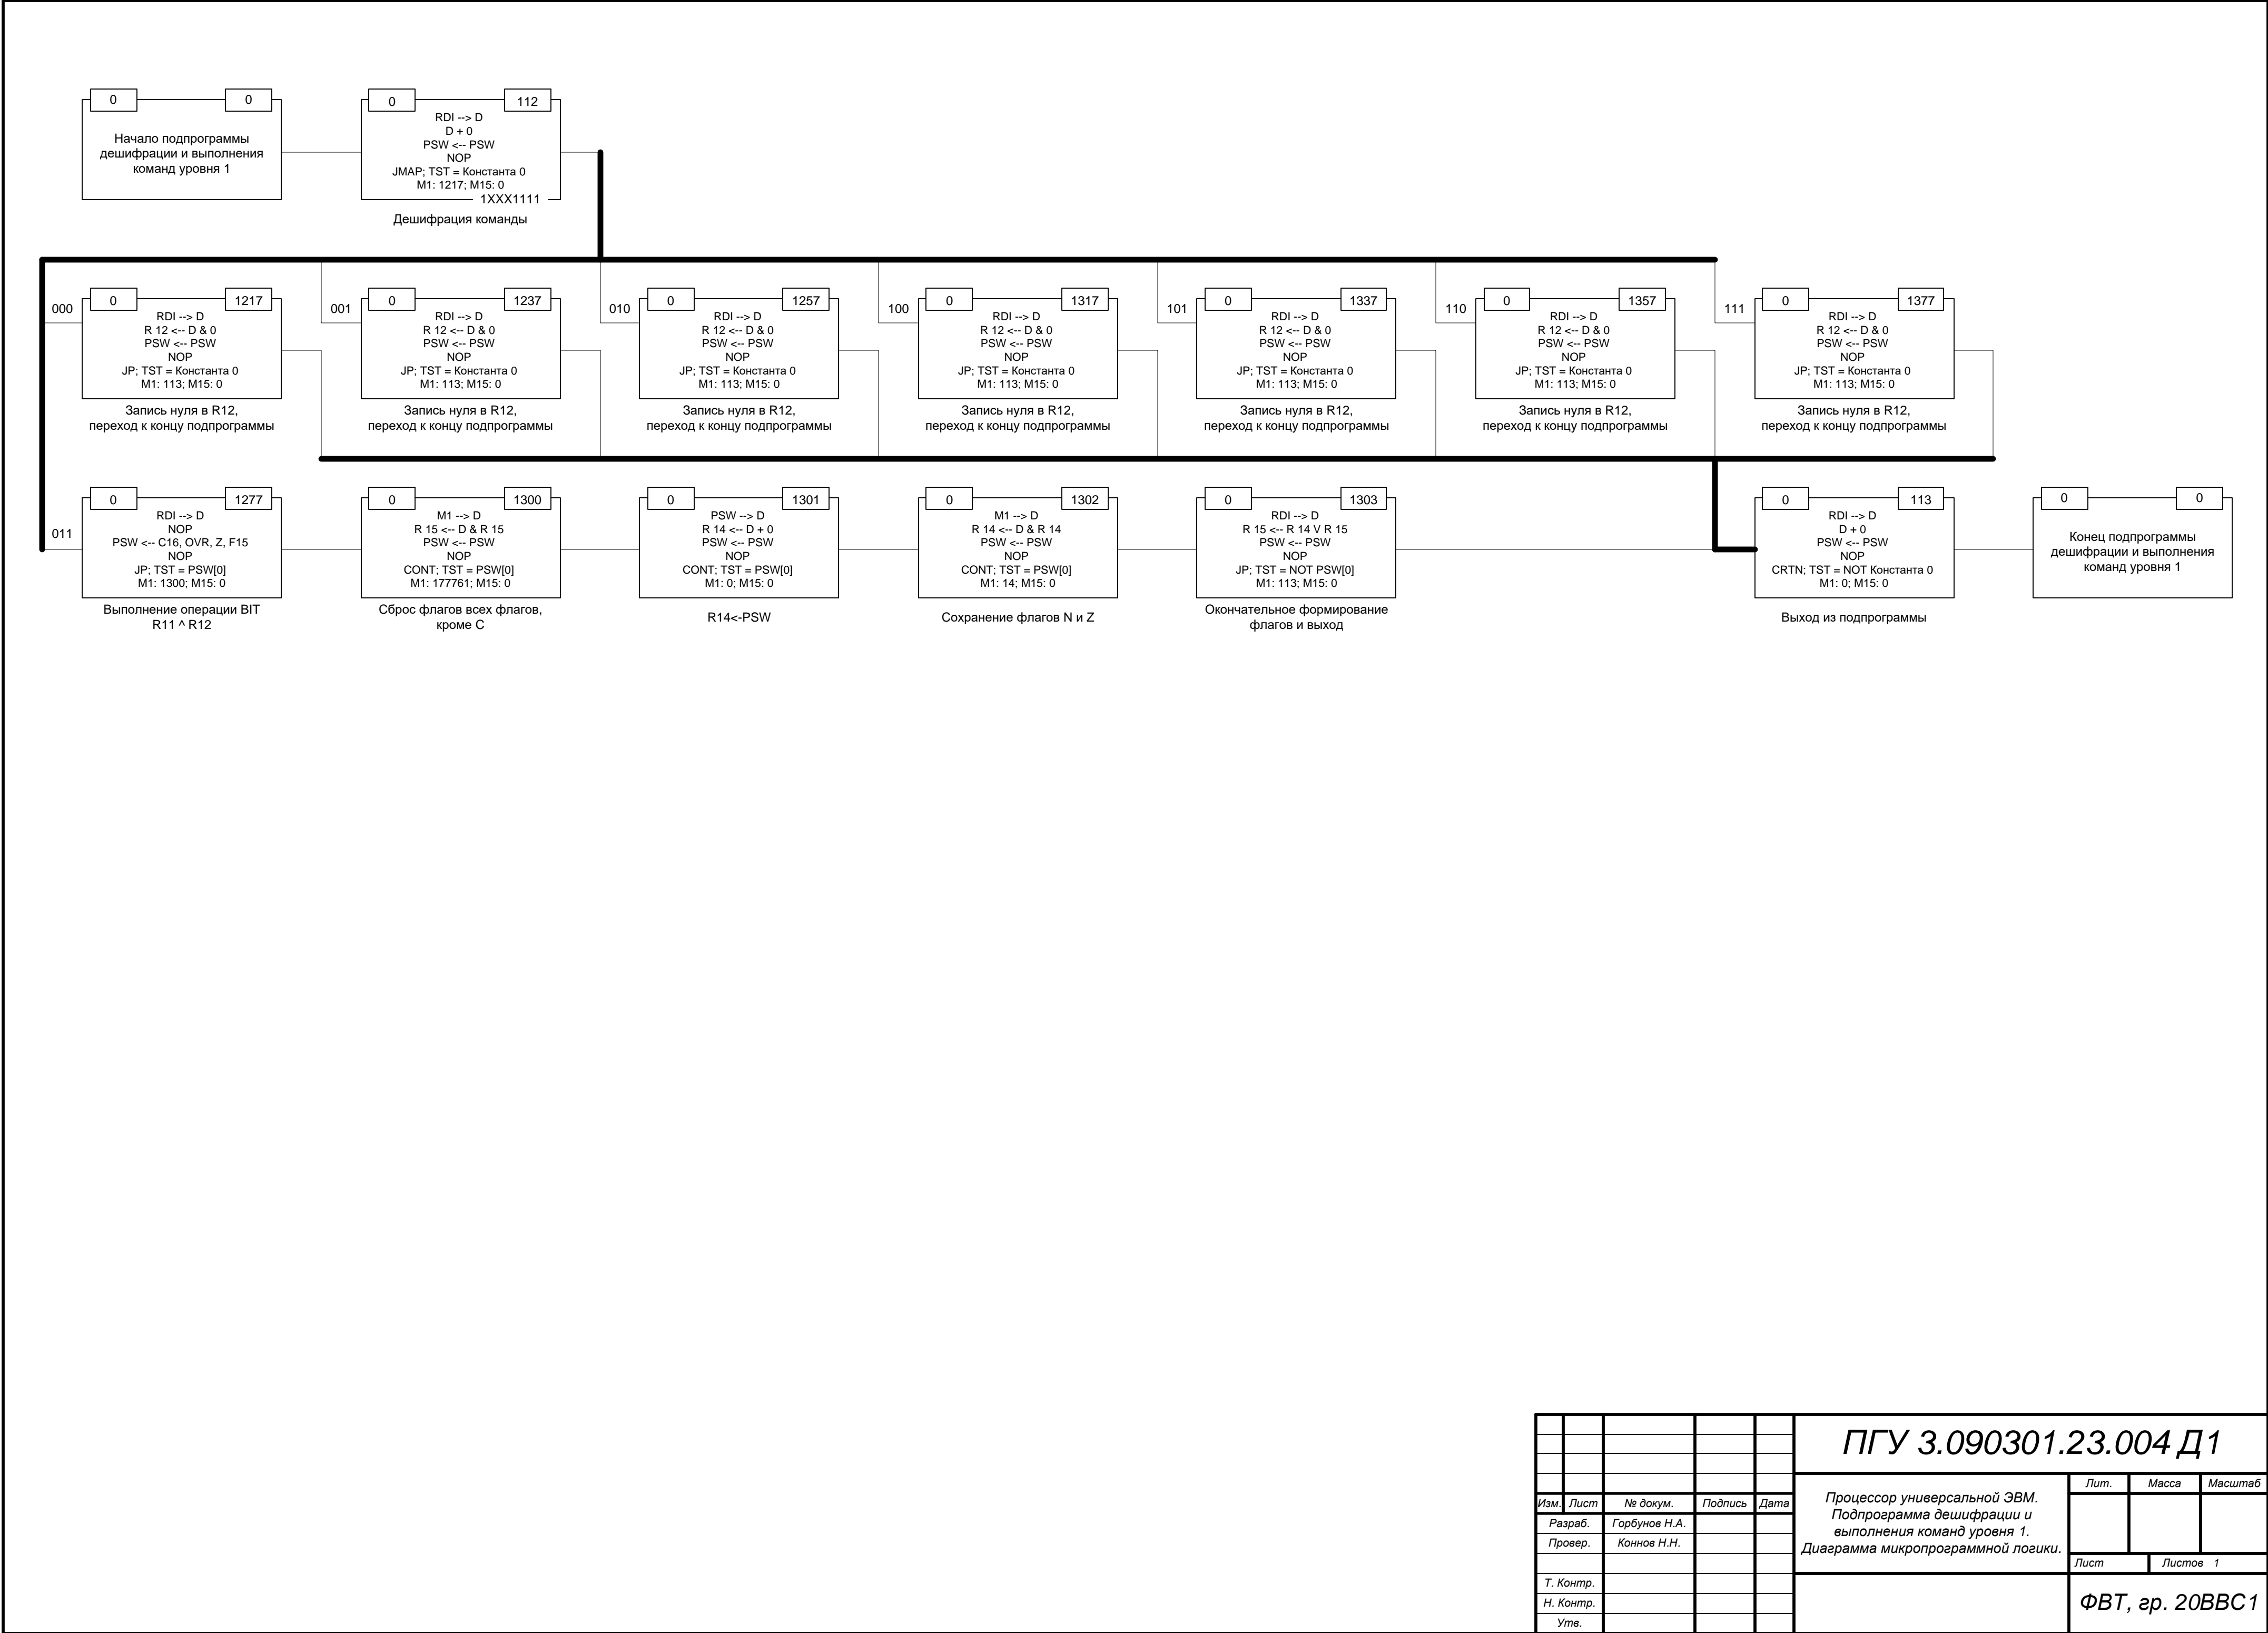 0
0
Начало подпрограммы
дешифрации и выполнения
команд уровня 1
0
112
RDI --> D
D + 0
PSW <-- PSW
NOP
JMAP; TST = Константа 0
M1: 1217; M15: 0
1XXX1111
Дешифрация команды
000
0
1217
RDI --> D
R 12 <-- D & 0
PSW <-- PSW
NOP
JP; TST = Константа 0
M1: 113; M15: 0
Запись нуля в R12,
переход к концу подпрограммы
001
0
1237
RDI --> D
R 12 <-- D & 0
PSW <-- PSW
NOP
JP; TST = Константа 0
M1: 113; M15: 0
Запись нуля в R12,
переход к концу подпрограммы
010
0
1257
RDI --> D
R 12 <-- D & 0
PSW <-- PSW
NOP
JP; TST = Константа 0
M1: 113; M15: 0
Запись нуля в R12,
переход к концу подпрограммы
100
0
1317
RDI --> D
R 12 <-- D & 0
PSW <-- PSW
NOP
JP; TST = Константа 0
M1: 113; M15: 0
Запись нуля в R12,
переход к концу подпрограммы
101
0
1337
RDI --> D
R 12 <-- D & 0
PSW <-- PSW
NOP
JP; TST = Константа 0
M1: 113; M15: 0
Запись нуля в R12,
переход к концу подпрограммы
110
0
1357
RDI --> D
R 12 <-- D & 0
PSW <-- PSW
NOP
JP; TST = Константа 0
M1: 113; M15: 0
Запись нуля в R12,
переход к концу подпрограммы
111
0
1377
RDI --> D
R 12 <-- D & 0
PSW <-- PSW
NOP
JP; TST = Константа 0
M1: 113; M15: 0
Запись нуля в R12,
переход к концу подпрограммы
011
0
1277
RDI --> D
NOP
PSW <-- C16, OVR, Z, F15
NOP
JP; TST = PSW[0]
M1: 1300; M15: 0
Выполнение операции BIT
R11 ^ R12
0
1300
M1 --> D
R 15 <-- D & R 15
PSW <-- PSW
NOP
CONT; TST = PSW[0]
M1: 177761; M15: 0
Сброс флагов всех флагов,
кроме C
0
1301
PSW --> D
R 14 <-- D + 0
PSW <-- PSW
NOP
CONT; TST = PSW[0]
M1: 0; M15: 0
R14<-PSW
0
1302
M1 --> D
R 14 <-- D & R 14
PSW <-- PSW
NOP
CONT; TST = PSW[0]
M1: 14; M15: 0
Сохранение флагов N и Z
0
1303
RDI --> D
R 15 <-- R 14 V R 15
PSW <-- PSW
NOP
JP; TST = NOT PSW[0]
M1: 113; M15: 0
Окончательное формирование
флагов и выход
0
113
RDI --> D
D + 0
PSW <-- PSW
NOP
CRTN; TST = NOT Константа 0
M1: 0; M15: 0
Выход из подпрограммы
0
0
Конец подпрограммы
дешифрации и выполнения
команд уровня 1
ПГУ 3.090301.23.004 Д1
Изм. Лист № докум. Подпись Дата
Разраб. Горбунов Н.А.
Провер. Коннов Н.Н.
Т. Контр.
Н. Контр.
Утв.
Процессор универсальной ЭВМ.
Подпрограмма дешифрации и
выполнения команд уровня 1.
Диаграмма микропрограммной логики.
Лит. Масса Масштаб
Лист Листов 1
ФВТ, гр. 20ВВС1